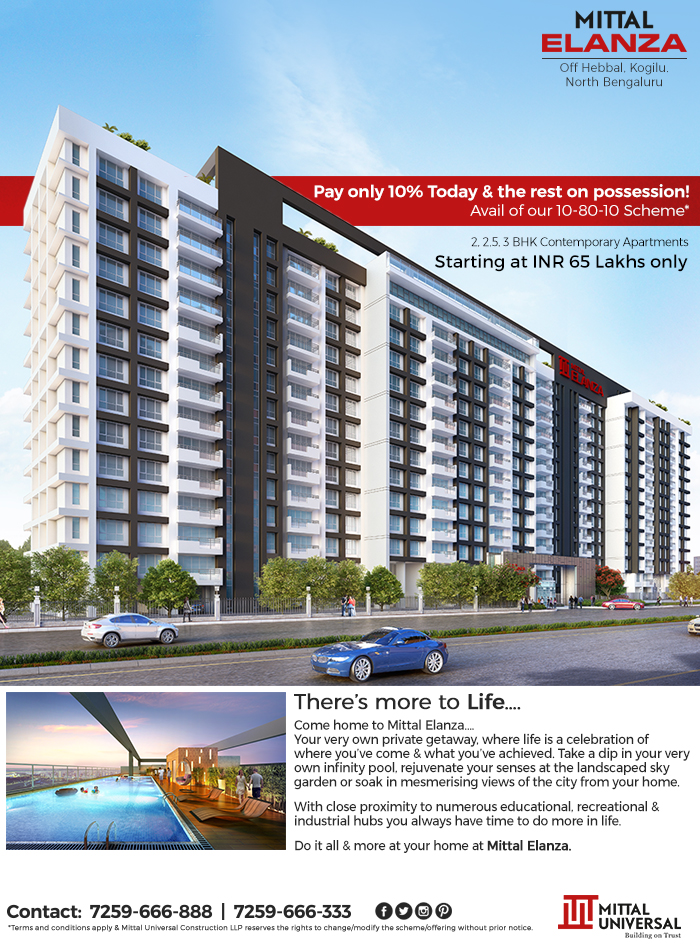 MITTAL
ELANZA
Off Hebbal, Kogilu,
North Bengaluru
Pay only 10% Today & the rest on possession!
Avail of our 10-80-10 Scheme*
2, 2.5, 3 BHK Contemporary Apartments
Starting at INR 65 Lakhs only
ELANZA
There's more to Life....
Come home to Mittal Elanza....
Your very own private getaway, where life is a celebration of
where you've come & what you've achieved. Take a dip in your very
own infinity pool, rejuvenate your senses at the landscaped sky
garden or soak in mesmerising views of the city from your home.
With close proximity to numerous educational, recreational &
industrial hubs you always have time to do more in life.
Do it all & more at your home at Mittal Elanza.
Contact: 7259-666-888 | 7259-666-333
*Terms and conditions apply & Mittal Universal Construction LLP reserves the rights to change/modify the scheme/offering without prior notice.
MITTAL
UNIVERSAL
Building on Trust